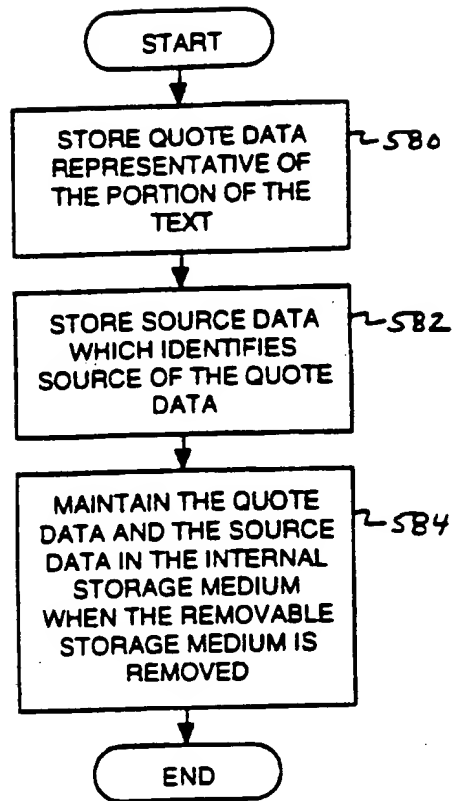 START
STORE QUOTE DATA
REPRESENTATIVE OF
THE PORTION OF THE
TEXT
580
STORE SOURCE DATA
WHICH IDENTIFIES
SOURCE OF THE QUOTE
DATA
582
MAINTAIN THE QUOTE
DATA AND THE SOURCE
DATA IN THE INTERNAL
STORAGE MEDIUM
WHEN THE REMOVABLE
STORAGE MEDIUM IS
REMOVED
584
END